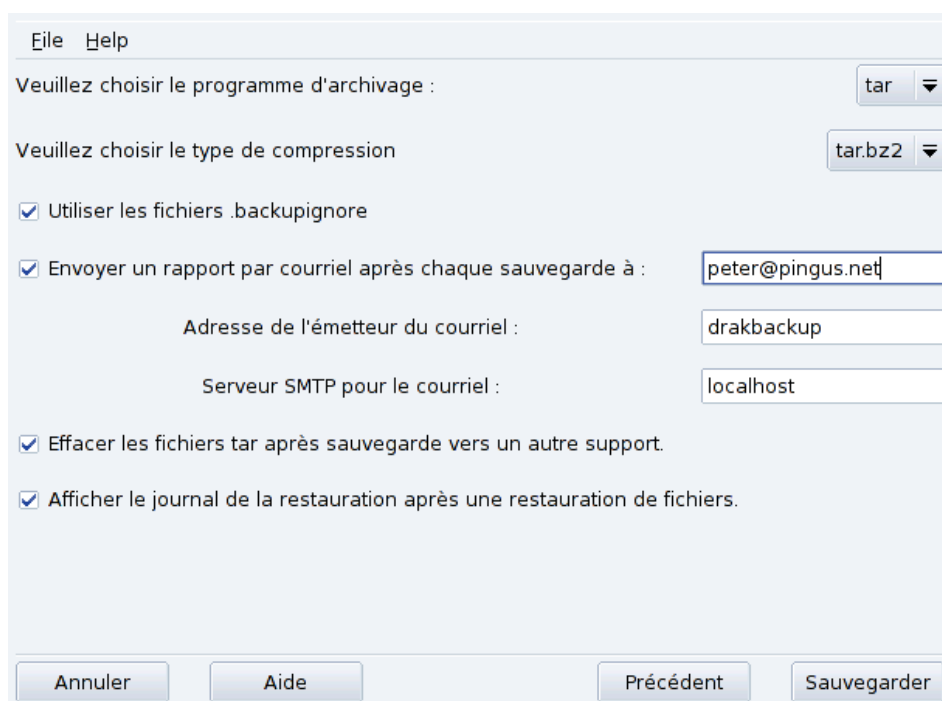 File Help
Veuillez choisir le programme d'archivage : tar
Veuillez choisir le type de compression tar.bz2
Utiliser les fichiers .backupignore
Envoyer un rapport par courriel après chaque sauvegarde à : peter@pingus.net
Adresse de l'émetteur du courriel : drakbackup
Serveur SMTP pour le courriel : localhost
Effacer les fichiers tar après sauvegarde vers un autre support.
Afficher le journal de la restauration après une restauration de fichiers.
Annuler Aide Précédent Sauvegarder